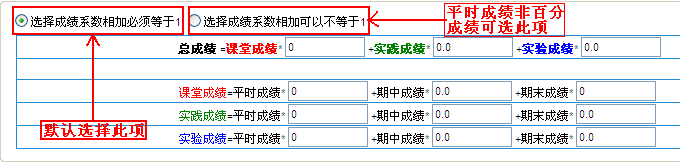 选择成绩系数相加必须等于1 选择成绩系数相加可以不等于1 平时成绩非百分
成绩可选此项
总成绩 =课堂成绩* 0 +实践成绩* 0.0 +实验成绩* 0.0
课堂成绩=平时成绩* 0 +期中成绩* 0.0 +期末成绩* 0
实践成绩=平时成绩* 0 +期中成绩* 0.0 +期末成绩* 0.0
默认选择此项
实验成绩=平时成绩* 0 +期中成绩* 0.0 +期末成绩* 0.0